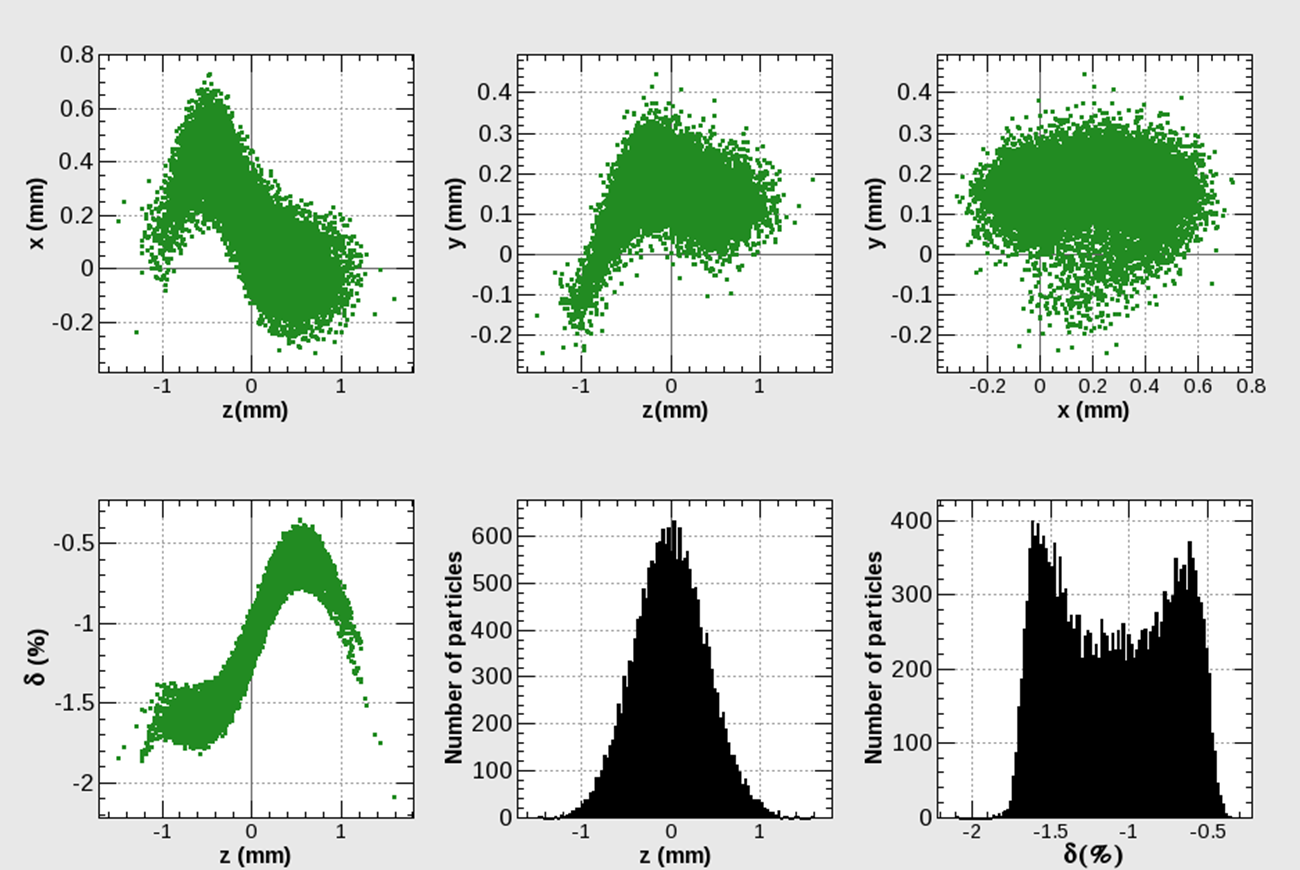 0.8
0.6
0.4
0.2
0
-0.2
x (mm)
-1 0 1
z(mm)
0.4
0.3
0.2
0.1
0
-0.1
-0.2
y (mm)
-1 0 1
z(mm)
0.4
0.3
0.2
0.1
0
-0.1
-0.2
y (mm)
-0.2 0 0.2 0.4 0.6 0.8
x (mm)
-0.5
-1
-1.5
-2
δ (%)
-1 0 1
z (mm)
600
500
400
300
200
100
0
Number of particles
-1 0 1
z (mm)
400
300
200
100
0
Number of particles
-2 -1.5 -1 -0.5
δ(%)